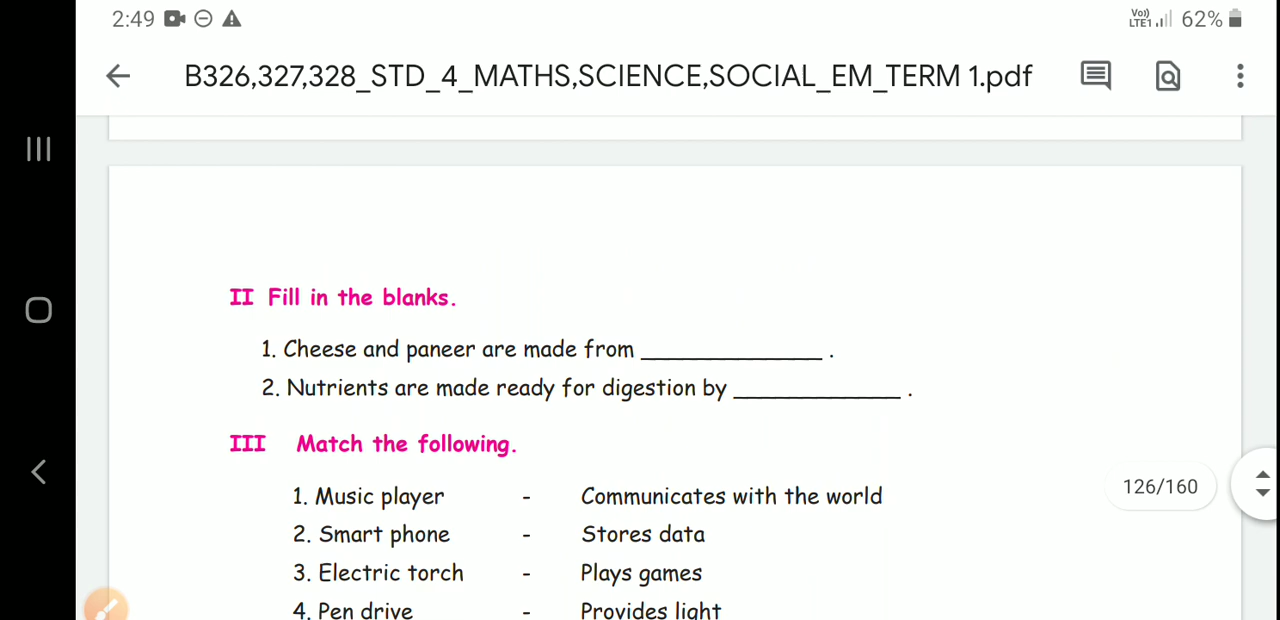 2:49
Vo)) LTE1 62%
B326,327,328_STD_4_MATHS,SCIENCE,SOCIAL_EM_TERM 1.pdf
II Fill in the blanks.
1. Cheese and paneer are made from ______________ .
2. Nutrients are made ready for digestion by _____________ .
III Match the following.
1. Music player - Communicates with the world
2. Smart phone - Stores data
126/160
3. Electric torch - Plays games
4. Pen drive - Provides light